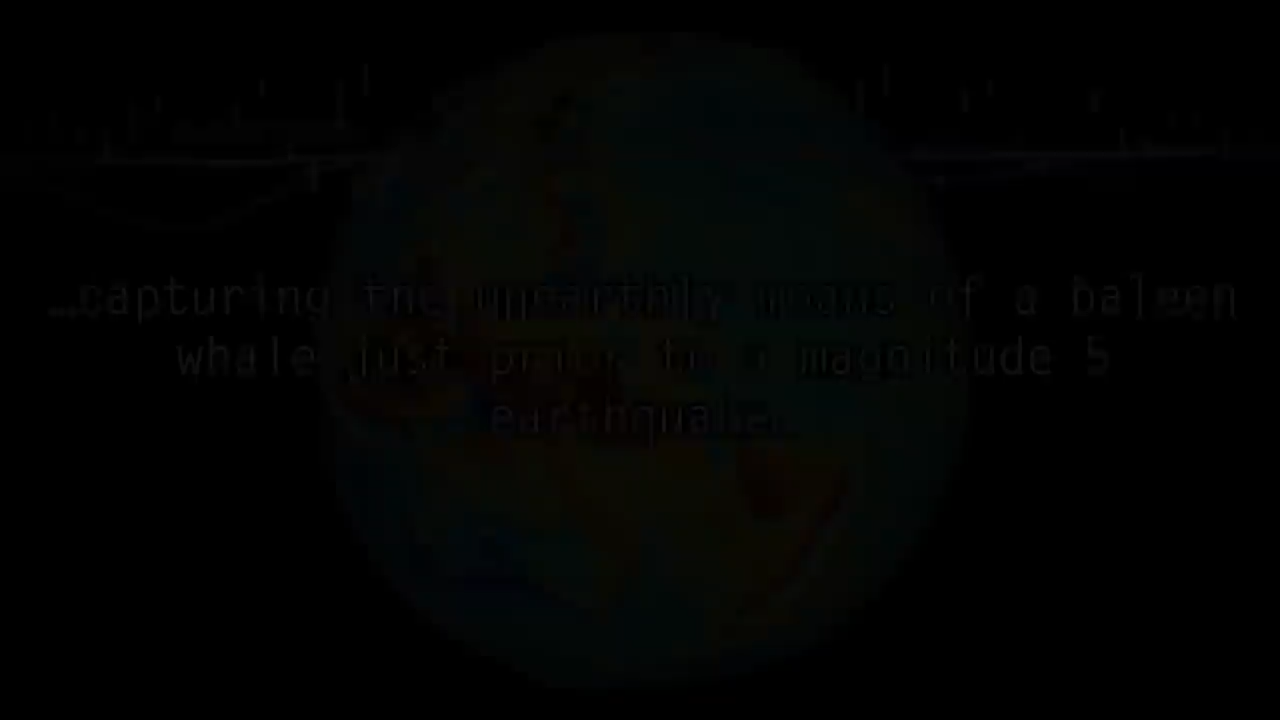 …capturing the unearthly moans of a baleen
whale just prior to a magnitude 5
earthquake.